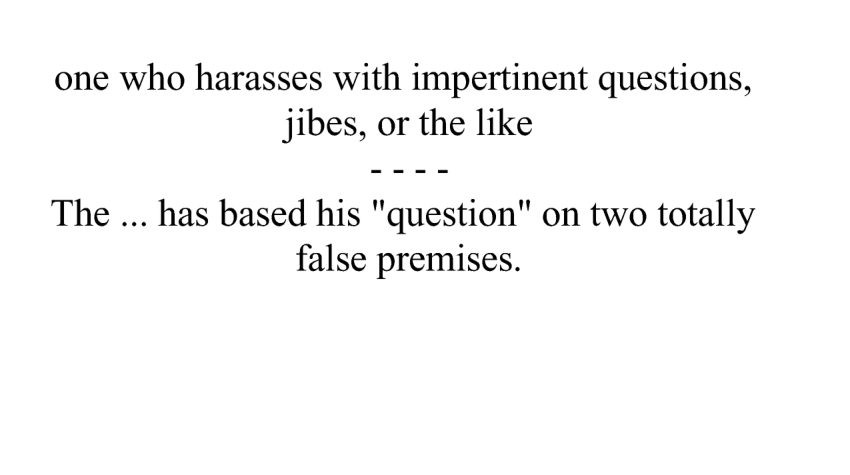 one who harasses with impertinent questions,
jibes, or the like
- - - -
The ... has based his "question" on two totally
false premises.